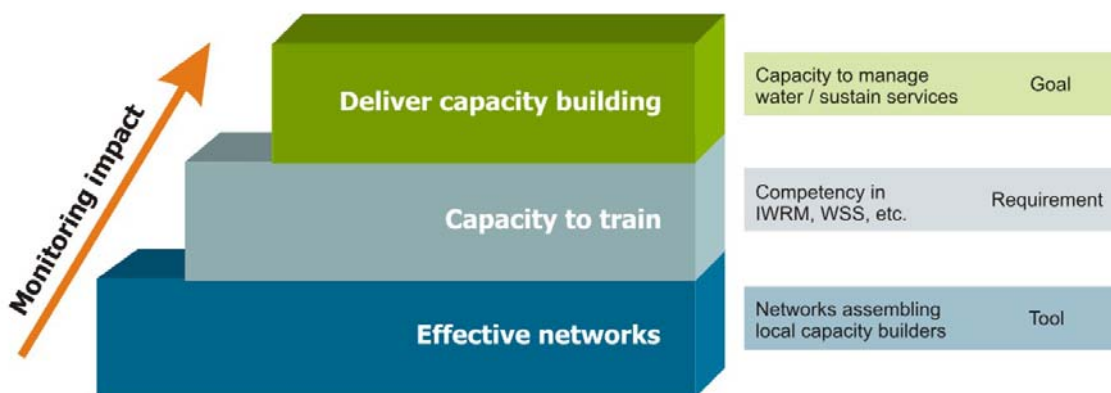 Monitoring impact
Deliver capacity building
Capacity to manage
water / sustain services
Goal
Capacity to train
Competency in
IWRM, WSS, etc.
Requirement
Effective networks
Networks assembling
local capacity builders
Tool